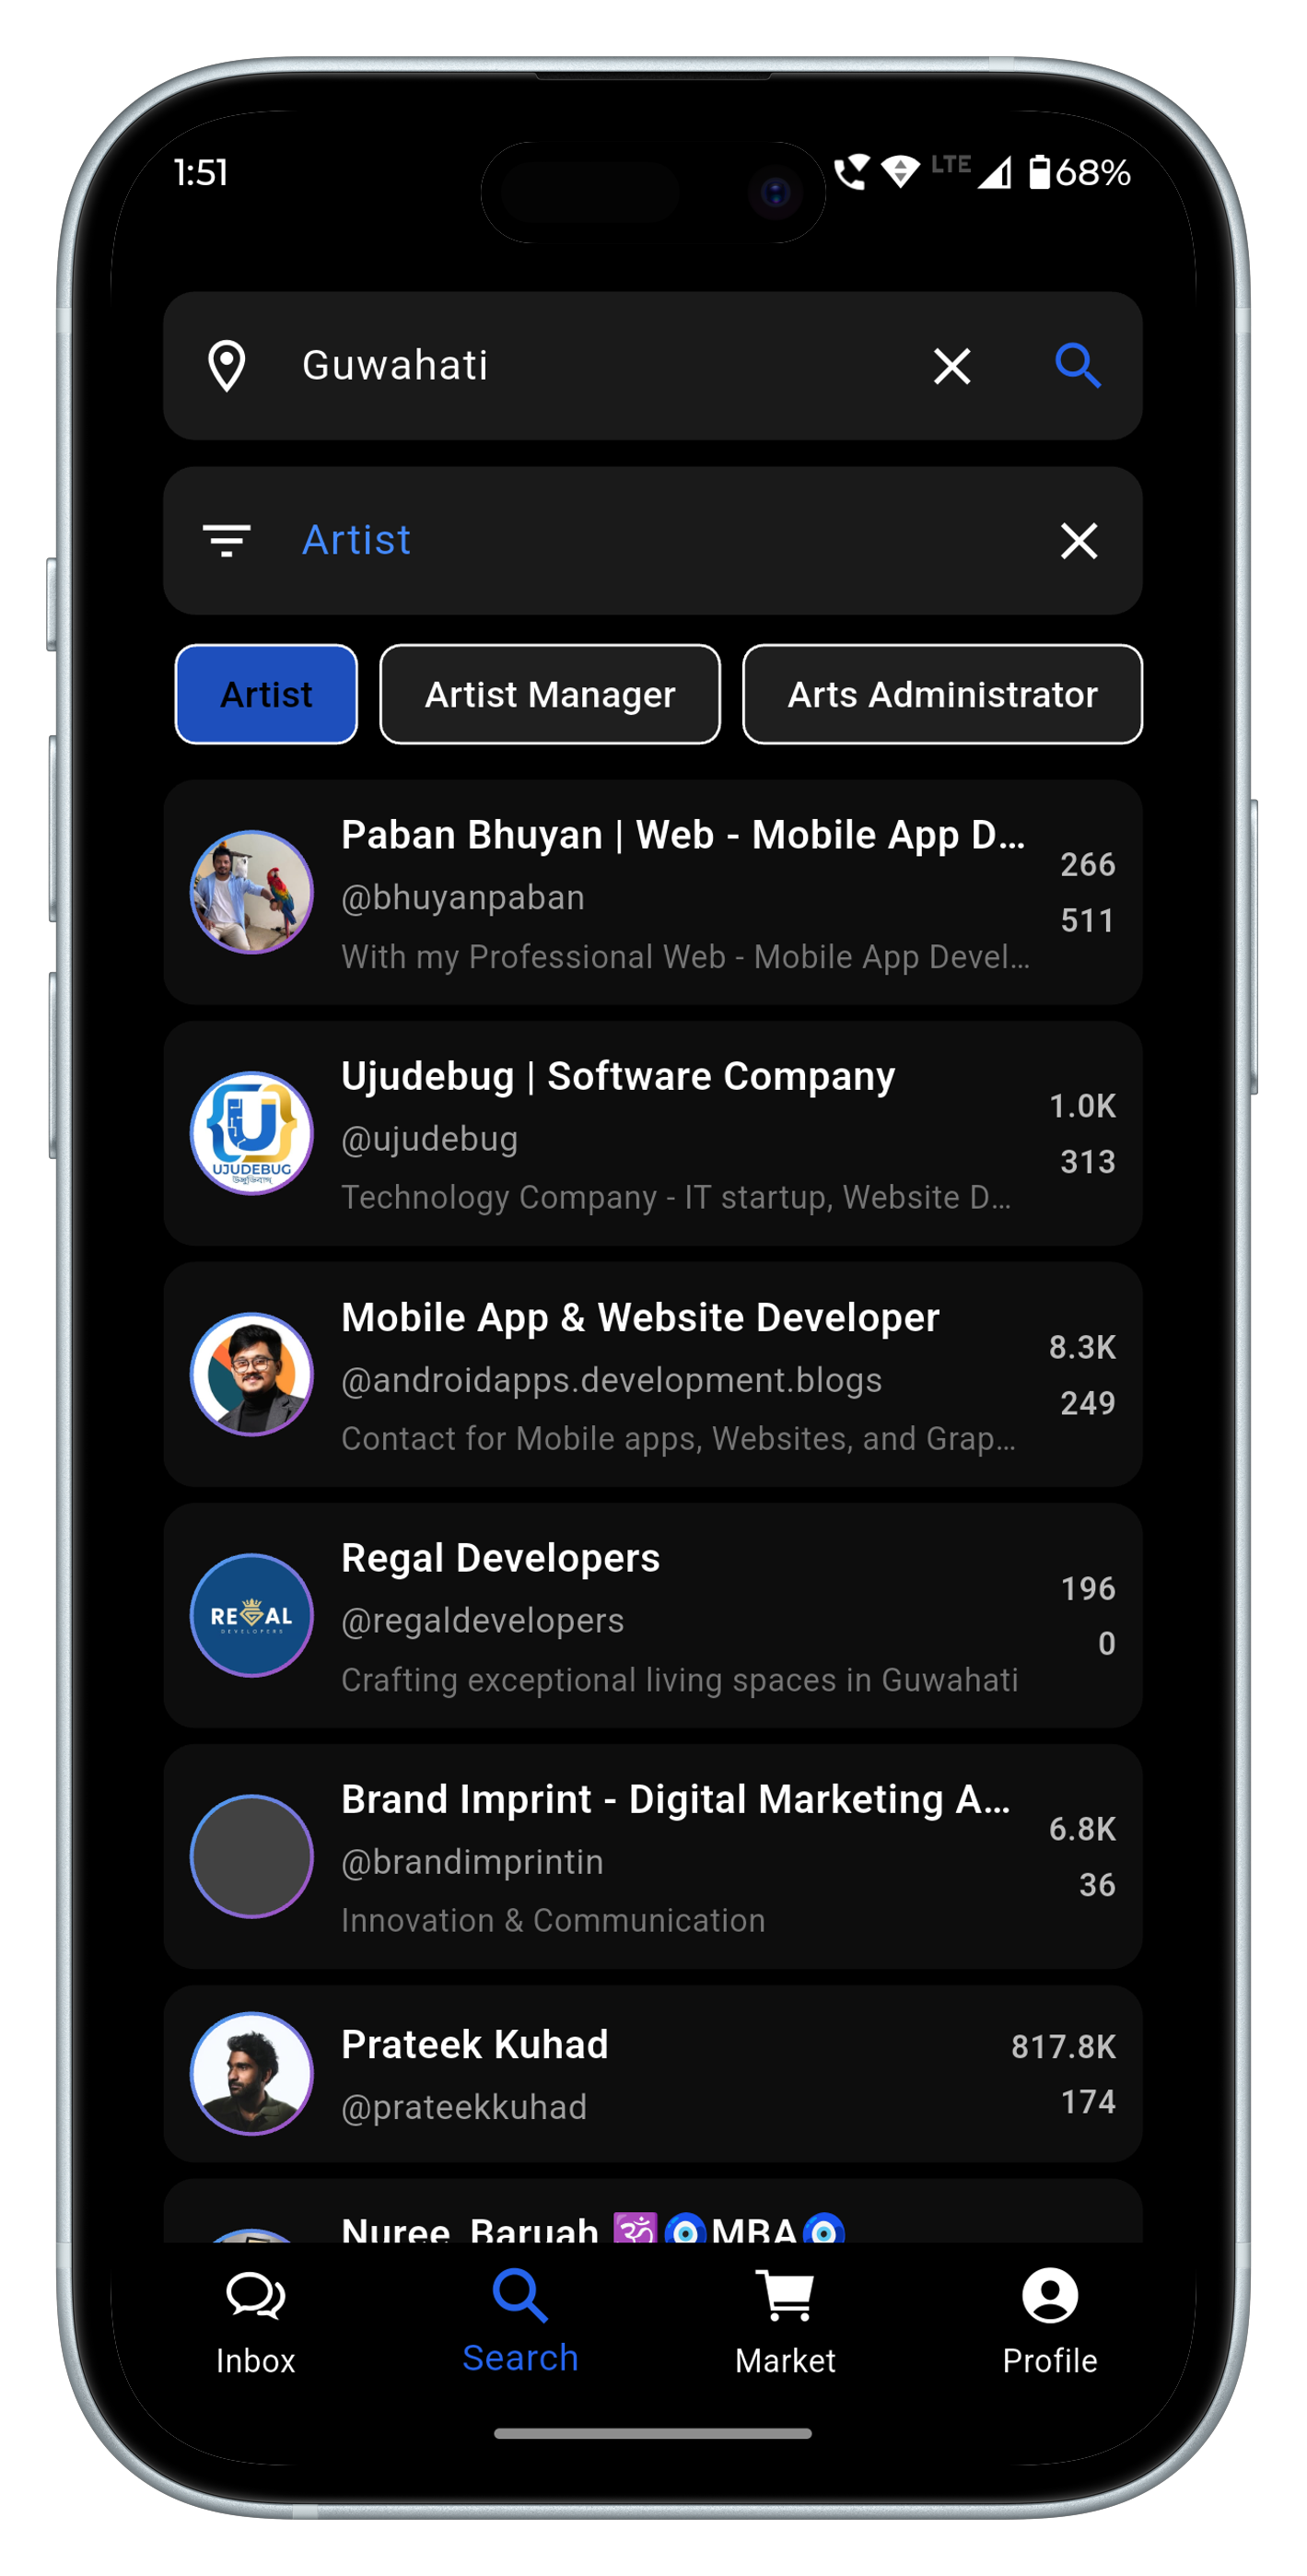 1:51
LTE
68%
Guwahati
Artist
Artist
Artist Manager
Arts Administrator
Paban Bhuyan | Web - Mobile App D...
@bhuyanpaban
With my Professional Web - Mobile App Devel...
266
511
UJUDEBUG
Ujudebug | Software Company
@ujudebug
Technology Company - IT startup, Website D...
1.0K
313
Mobile App & Website Developer
@androidapps.development.blogs
Contact for Mobile apps, Websites, and Grap...
8.3K
249
REGAL
DEVELOPERS
Regal Developers
@regaldevelopers
Crafting exceptional living spaces in Guwahati
196
0
Brand Imprint - Digital Marketing A...
@brandimprintin
Innovation & Communication
6.8K
36
Prateek Kuhad
@prateekkuhad
817.8K
174
Nuree_Baruah 🕉️🧿MBA🧿
Inbox
Search
Market
Profile